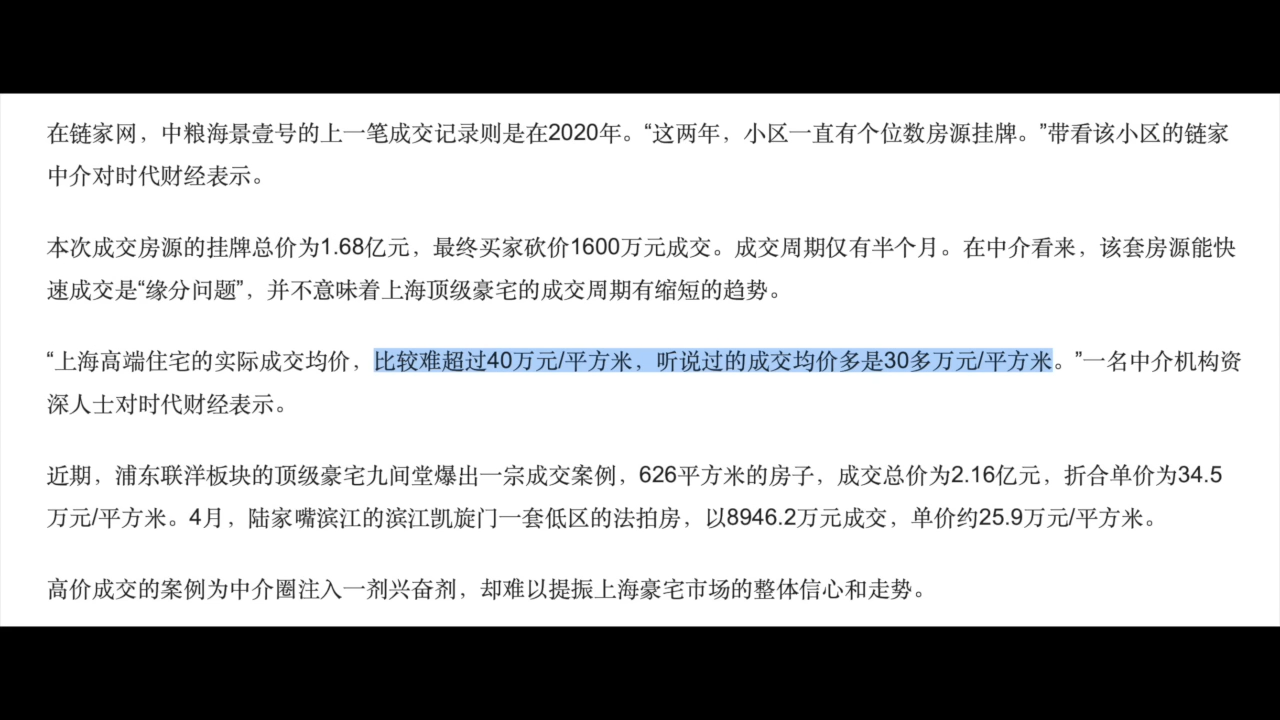 在链家网，中粮海景壹号的上一笔成交记录则是在2020年。“这两年，小区一直有个位数房源挂牌。”带看该小区的链家
中介对时代财经表示。
本次成交房源的挂牌总价为1.68亿元，最终买家砍价1600万元成交。成交周期仅有半个月。在中介看来，该套房源能快
速成交是“缘分问题”，并不意味着上海顶级豪宅的成交周期有缩短的趋势。
“上海高端住宅的实际成交均价，比较难超过40万元/平方米，听说过的成交均价多是30多万元/平方米。”一名中介机构资
深人士对时代财经表示。
近期，浦东联洋板块的顶级豪宅九间堂爆出一宗成交案例，626平方米的房子，成交总价为2.16亿元，折合单价为34.5
万元/平方米。4月，陆家嘴滨江的滨江凯旋门一套低区的法拍房，以8946.2万元成交，单价约25.9万元/平方米。
高价成交的案例为中介圈注入一剂兴奋剂，却难以提振上海豪宅市场的整体信心和走势。